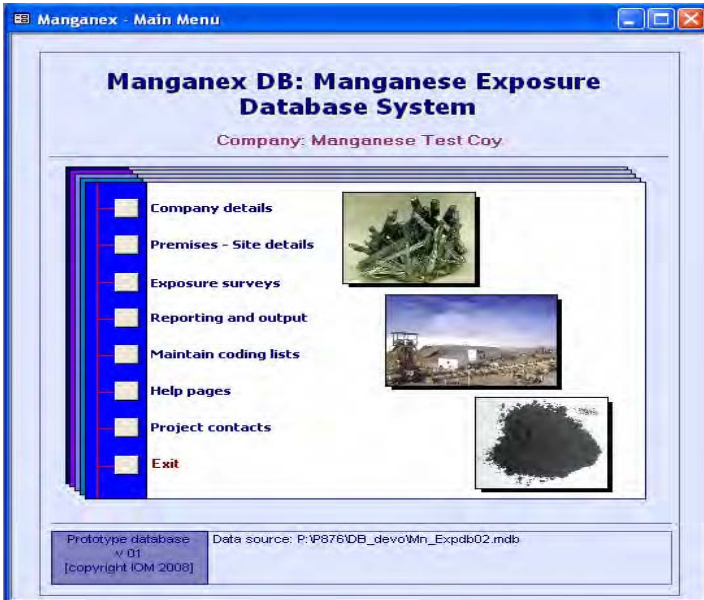 Manganex - Main Menu
Manganex DB: Manganese Exposure
Database System
Company: Manganese Test Coy
Company details
Premises - Site details
Exposure surveys
Reporting and output
Maintain coding lists
Help pages
Project contacts
Exit
Prototype database
v 01
[copyright IOM 2008]
Data source: P:\P876\DB_devo\Mn_Expdb02.mdb